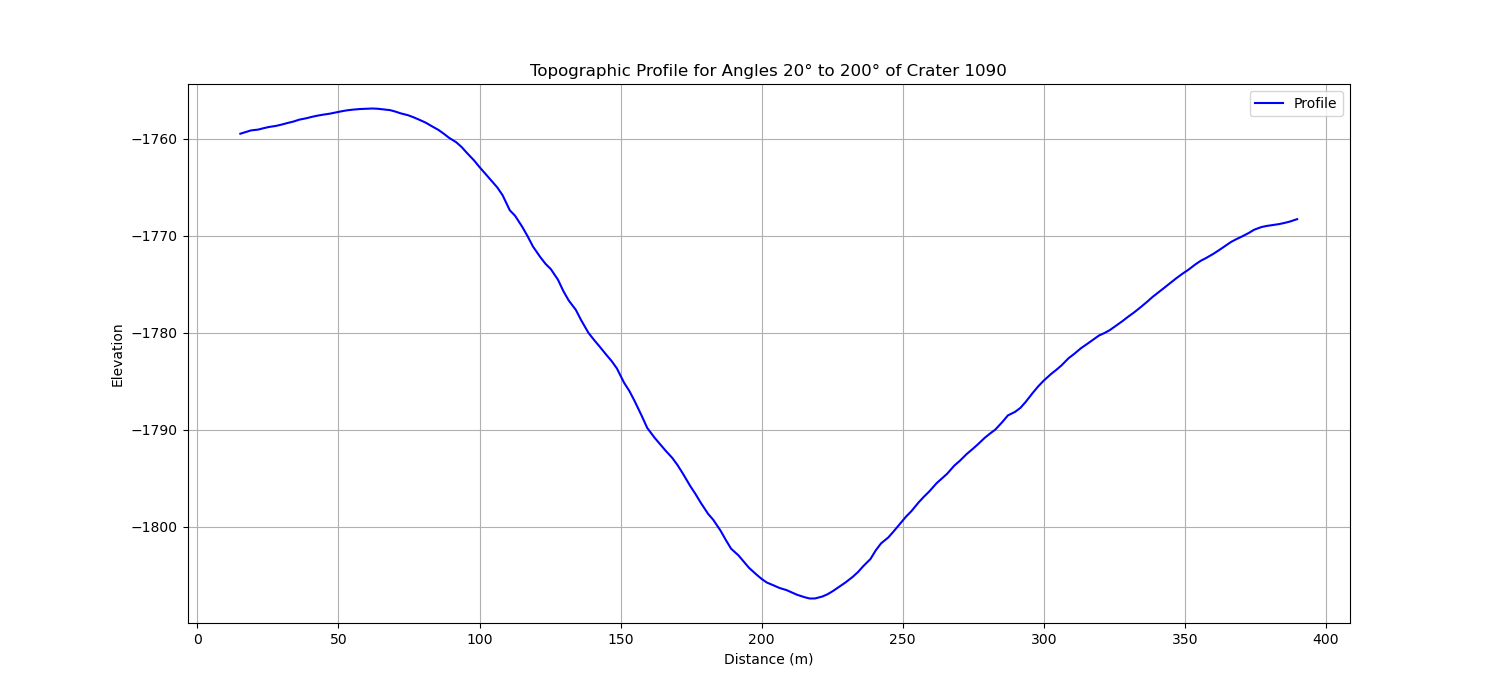 Topographic Profile for Angles 20° to 200° of Crater 1090
Profile
−1760
−1770
−1780
−1790
−1800
Elevation
0 50 100 150 200 250 300 350 400
Distance (m)